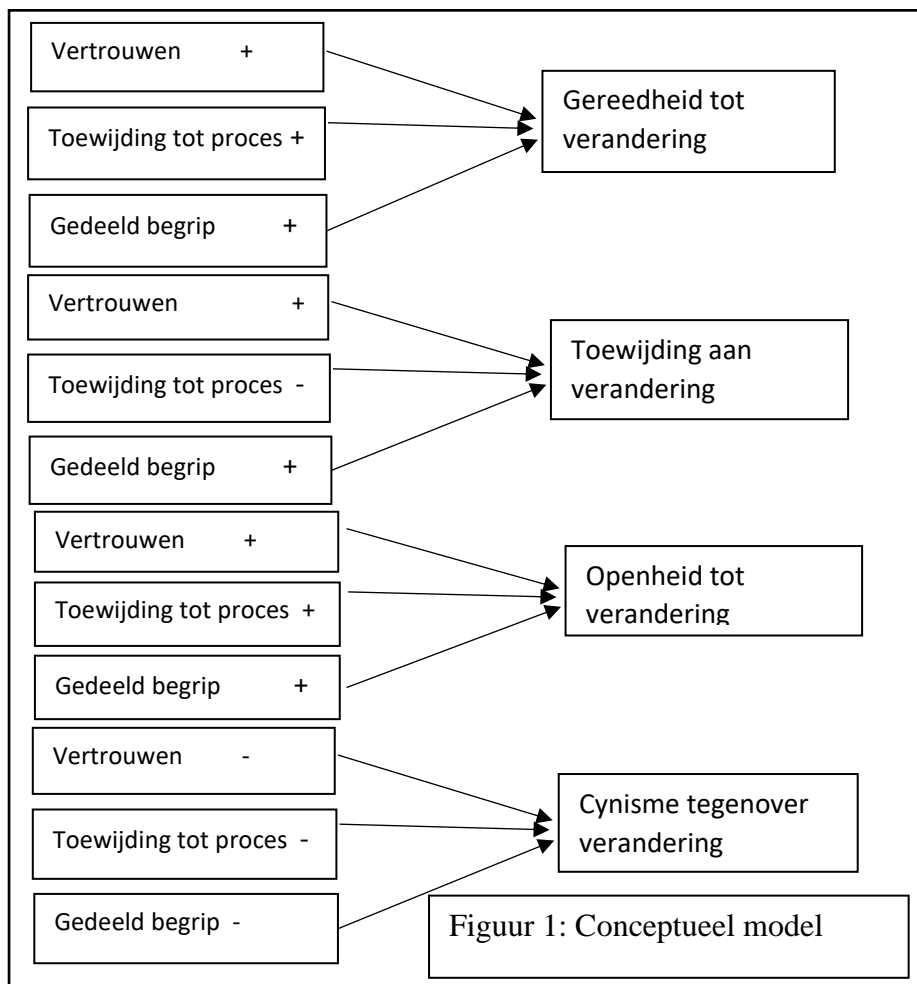 Vertrouwen +
Toewijding tot proces +
Gedeeld begrip +
Gereedheid tot
verandering
Vertrouwen +
Toewijding tot proces -
Gedeeld begrip +
Toewijding aan
verandering
Vertrouwen +
Toewijding tot proces +
Gedeeld begrip +
Openheid tot
verandering
Vertrouwen -
Toewijding tot proces -
Gedeeld begrip -
Cynisme tegenover
verandering
Figuur 1: Conceptueel model